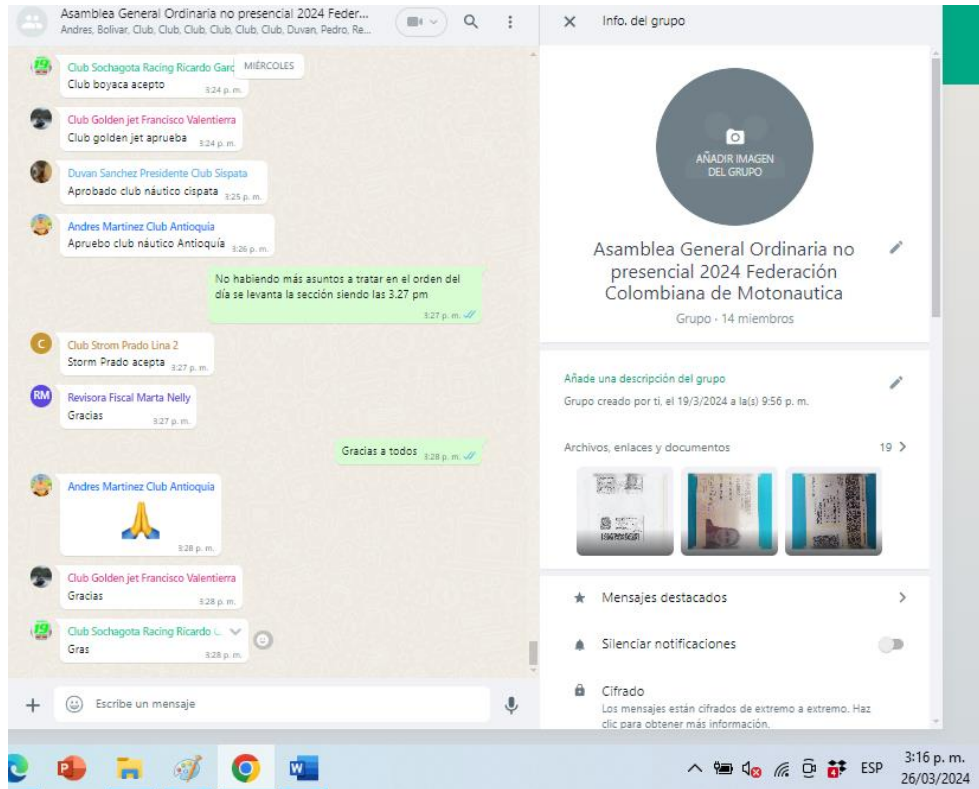 Asamblea General Ordinaria no presencial 2024 Feder...
Andres, Bolivar, Club, Club, Club, Club, Club, Club, Duvan, Pedro, Re...
MIÉRCOLES
Club Sochagota Racing Ricardo Garc
Club boyaca acepto
3:24 p. m.
Club Golden jet Francisco Valentierra
Club golden jet aprueba
3:24 p. m.
Duvan Sanchez Presidente Club Sispata
Aprobado club náutico cispata
3:25 p. m.
Andres Martinez Club Antioquia
Apruebo club náutico Antioquía
3:26 p. m.
No habiendo más asuntos a tratar en el orden del
día se levanta la sección siendo las 3.27 pm
3:27 p. m.
C
Club Strom Prado Lina 2
Storm Prado acepta
3:27 p. m.
RM
Revisora Fiscal Marta Nelly
Gracias
3:27 p. m.
Gracias a todos
3:28 p. m.
Andres Martinez Club Antioquia
3:28 p. m.
Club Golden jet Francisco Valentierra
Gracias
3:28 p. m.
Club Sochagota Racing Ricardo
Gras
3:28 p. m.
Escribe un mensaje
Info. del grupo
AÑADIR IMAGEN
DEL GRUPO
Asamblea General Ordinaria no
presencial 2024 Federación
Colombiana de Motonautica
Grupo · 14 miembros
Añade una descripción del grupo
Grupo creado por ti, el 19/3/2024 a la(s) 9:56 p. m.
Archivos, enlaces y documentos
19
Mensajes destacados
Silenciar notificaciones
Cifrado
Los mensajes están cifrados de extremo a extremo. Haz
clic para obtener más información.
ESP
3:16 p. m.
26/03/2024